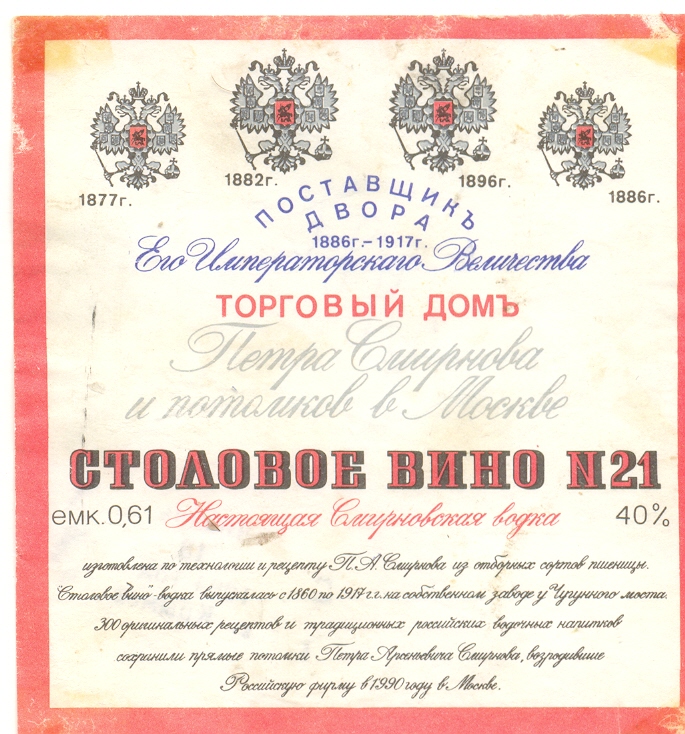 1877г.
1882г.
1896г.
1886г.
ПОСТАВЩИКЪ
ДВОРА
1886г.-1917г.
Его Императорскаго Величества
ТОРГОВЫЙ ДОМЪ
Петра Смирнова
и потомков в Москве
СТОЛОВОЕ ВИНО N21
емк. 0,61 Настоящая Смирновская водка 40%
изготовлена по технологии и рецепту П.А. Смирнова из отборных сортов пшеницы.
"Столовое вино"-водка выпускалась с 1860 по 1917 г.г. на собственном заводе у Чугунного моста.
300 оригинальных рецептов и традиционных российских водочных напитков
сохранили прямые потомки Петра Арсеньевича Смирнова, возродившие
Российскую фирму в 1990 году в Москве.